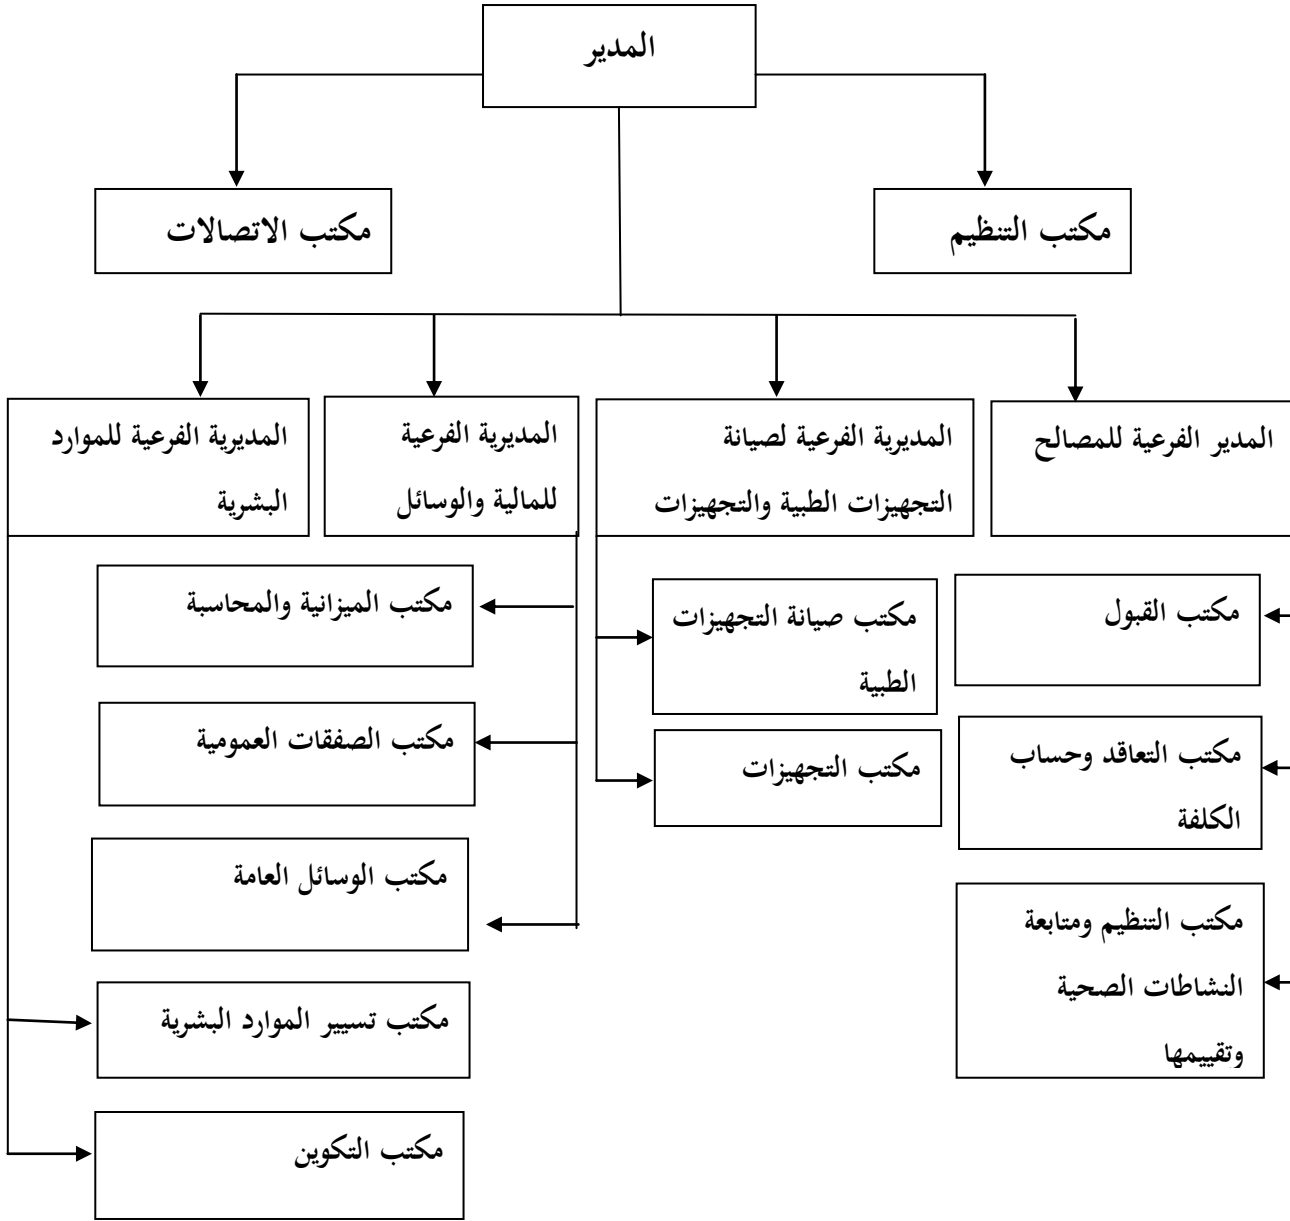 المدير
مكتب التنظيم
مكتب الاتصالات
المدير الفرعية للمصالح
المديرية الفرعية لصيانة
التجهيزات الطبية والتجهيزات
المديرية الفرعية
للمالية والوسائل
المديرية الفرعية للموارد
البشرية
مكتب القبول
مكتب التعاقد وحساب
الكلفة
مكتب التنظيم ومتابعة
النشاطات الصحية
وتقييمها
مكتب صيانة التجهيزات
الطبية
مكتب التجهيزات
مكتب الميزانية والمحاسبة
مكتب الصفقات العمومية
مكتب الوسائل العامة
مكتب تسيير الموارد البشرية
مكتب التكوين